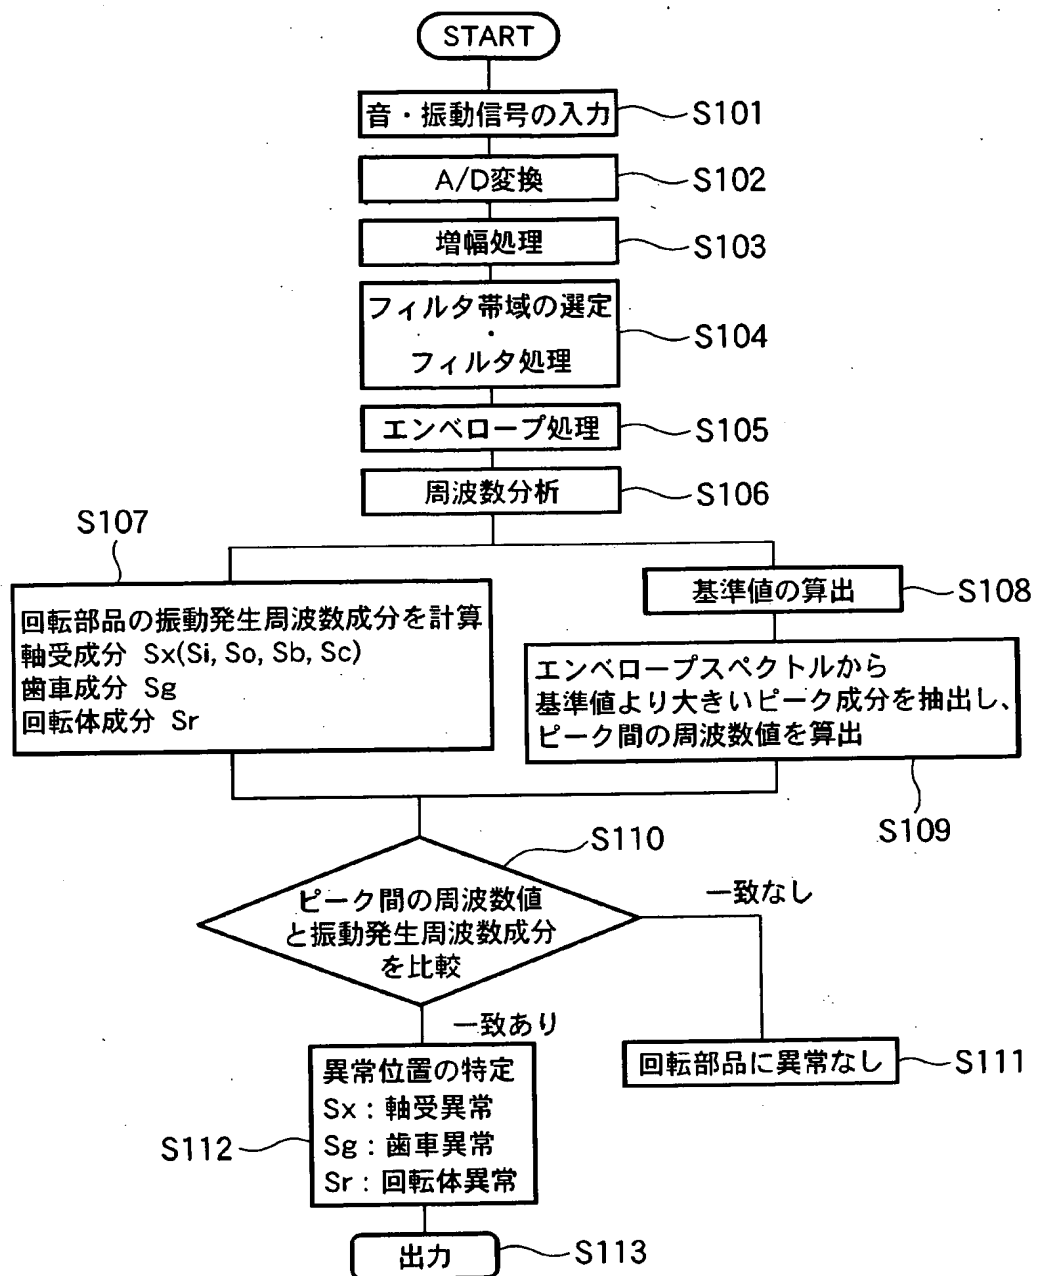 START
音・振動信号の入力
S101
A/D変換
S102
増幅処理
S103
フィルタ帯域の選定
・
フィルタ処理
S104
エンベロープ処理
S105
周波数分析
S106
S107
回転部品の振動発生周波数成分を計算
軸受成分 Sx(Si, So, Sb, Sc)
歯車成分 Sg
回転体成分 Sr
基準値の算出
S108
エンベロープスペクトルから
基準値より大きいピーク成分を抽出し、
ピーク間の周波数値を算出
S109
S110
ピーク間の周波数値
と振動発生周波数成分
を比較
一致なし
一致あり
回転部品に異常なし
S111
異常位置の特定
Sx : 軸受異常
Sg : 歯車異常
Sr : 回転体異常
S112
出力
S113